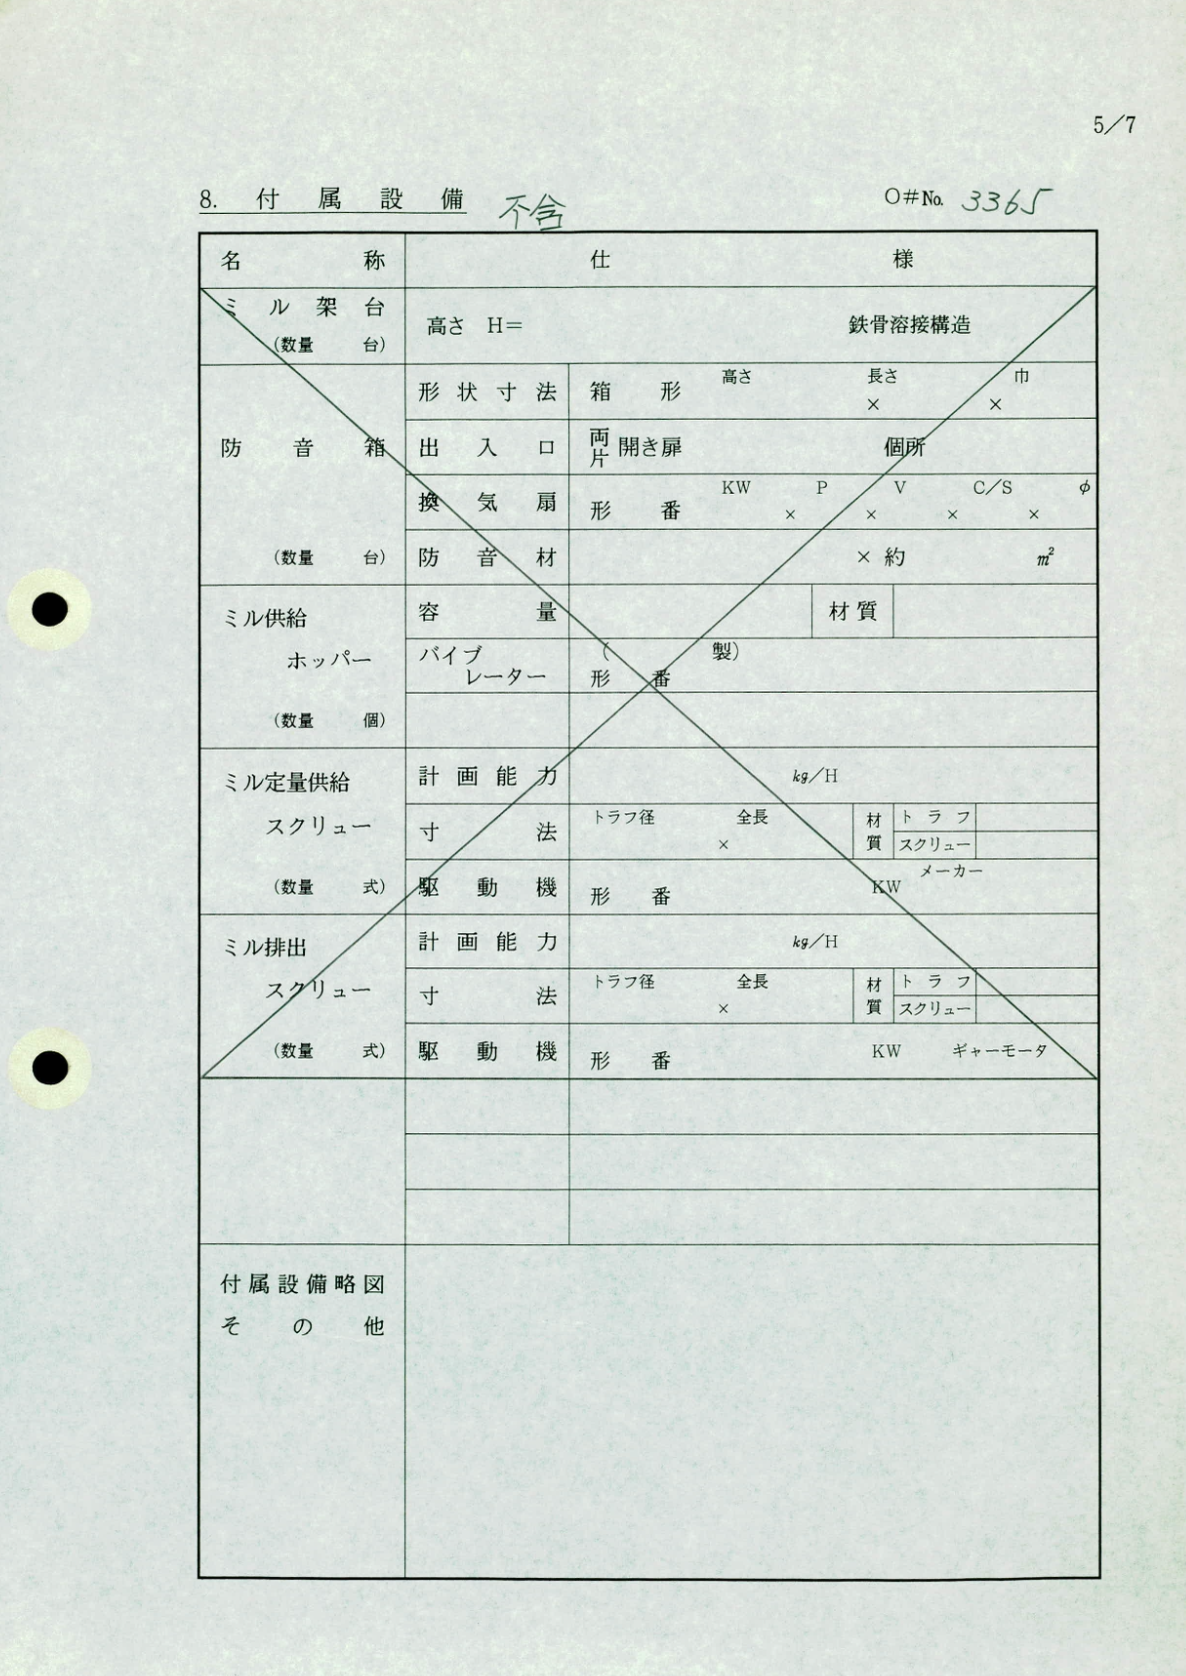 5/7
8. 付属設備 不含 O#No. 3365
名称 仕様
ミル架台
(数量 台)
高さ H= 鉄骨溶接構造
防音箱
(数量 台)
形状寸法 箱形 高さ 長さ 巾
× ×
出入口 両片開き扉 個所
換気扇 形番 KW P V C/S φ
× × × ×
防音材 × 約 m²
ミル供給
ホッパー
(数量 個)
容量 材質
バイブレーター ( 製)
形番
ミル定量供給
スクリュー
(数量 式)
計画能力 kg/H
寸法 トラフ径 全長 材質 トラフ
× スクリュー
駆動機 形番 KW メーカー
ミル排出
スクリュー
(数量 式)
計画能力 kg/H
寸法 トラフ径 全長 材質 トラフ
× スクリュー
駆動機 形番 KW ギャーモータ
付属設備略図
その他